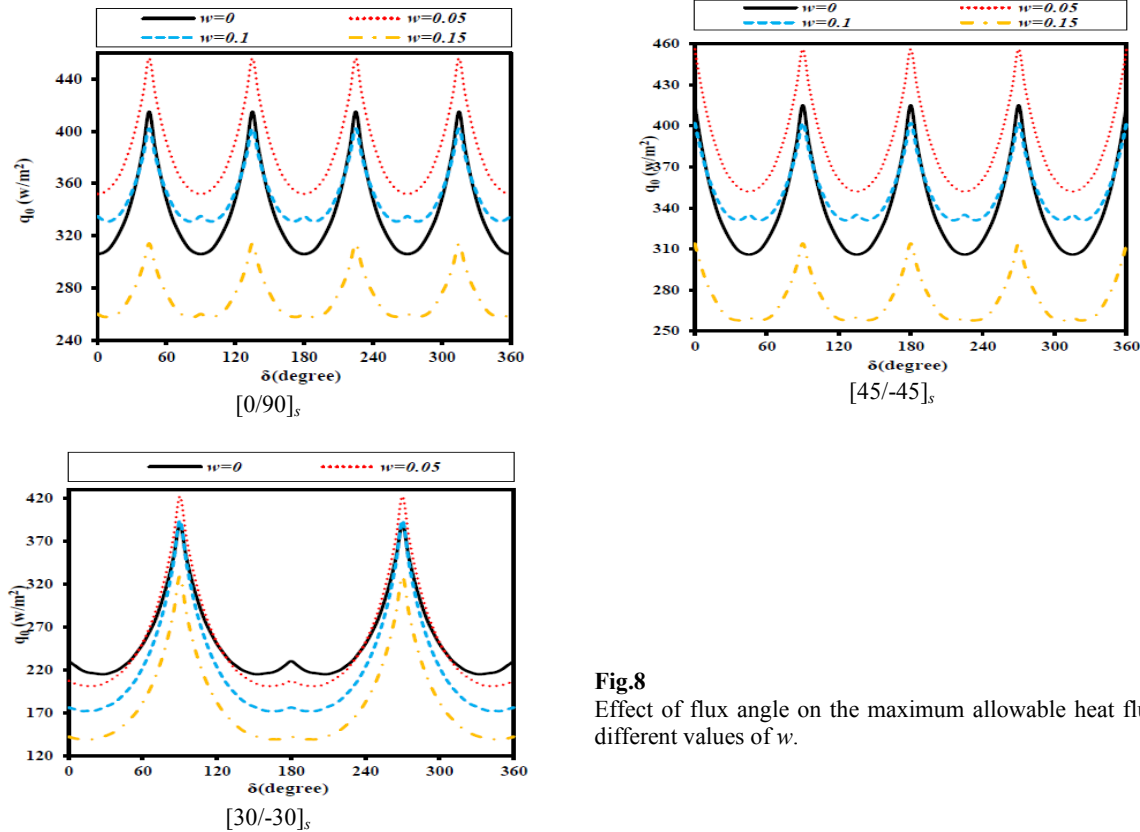 w=0 w=0.05
w=0.1 w=0.15
440
400
360
320
280
240
q₀ (w/m²)
0 60 120 180 240 300 360
δ(degree)
[0/90]s
w=0 w=0.05
w=0.1 w=0.15
460
430
400
370
340
310
280
250
q₀ (w/m²)
0 60 120 180 240 300 360
δ(degree)
[45/-45]s
w=0 w=0.05
420
370
320
270
220
170
120
q₀ (w/m²)
0 60 120 180 240 300 360
δ(degree)
[30/-30]s
Fig.8
Effect of flux angle on the maximum allowable heat flu
different values of w.